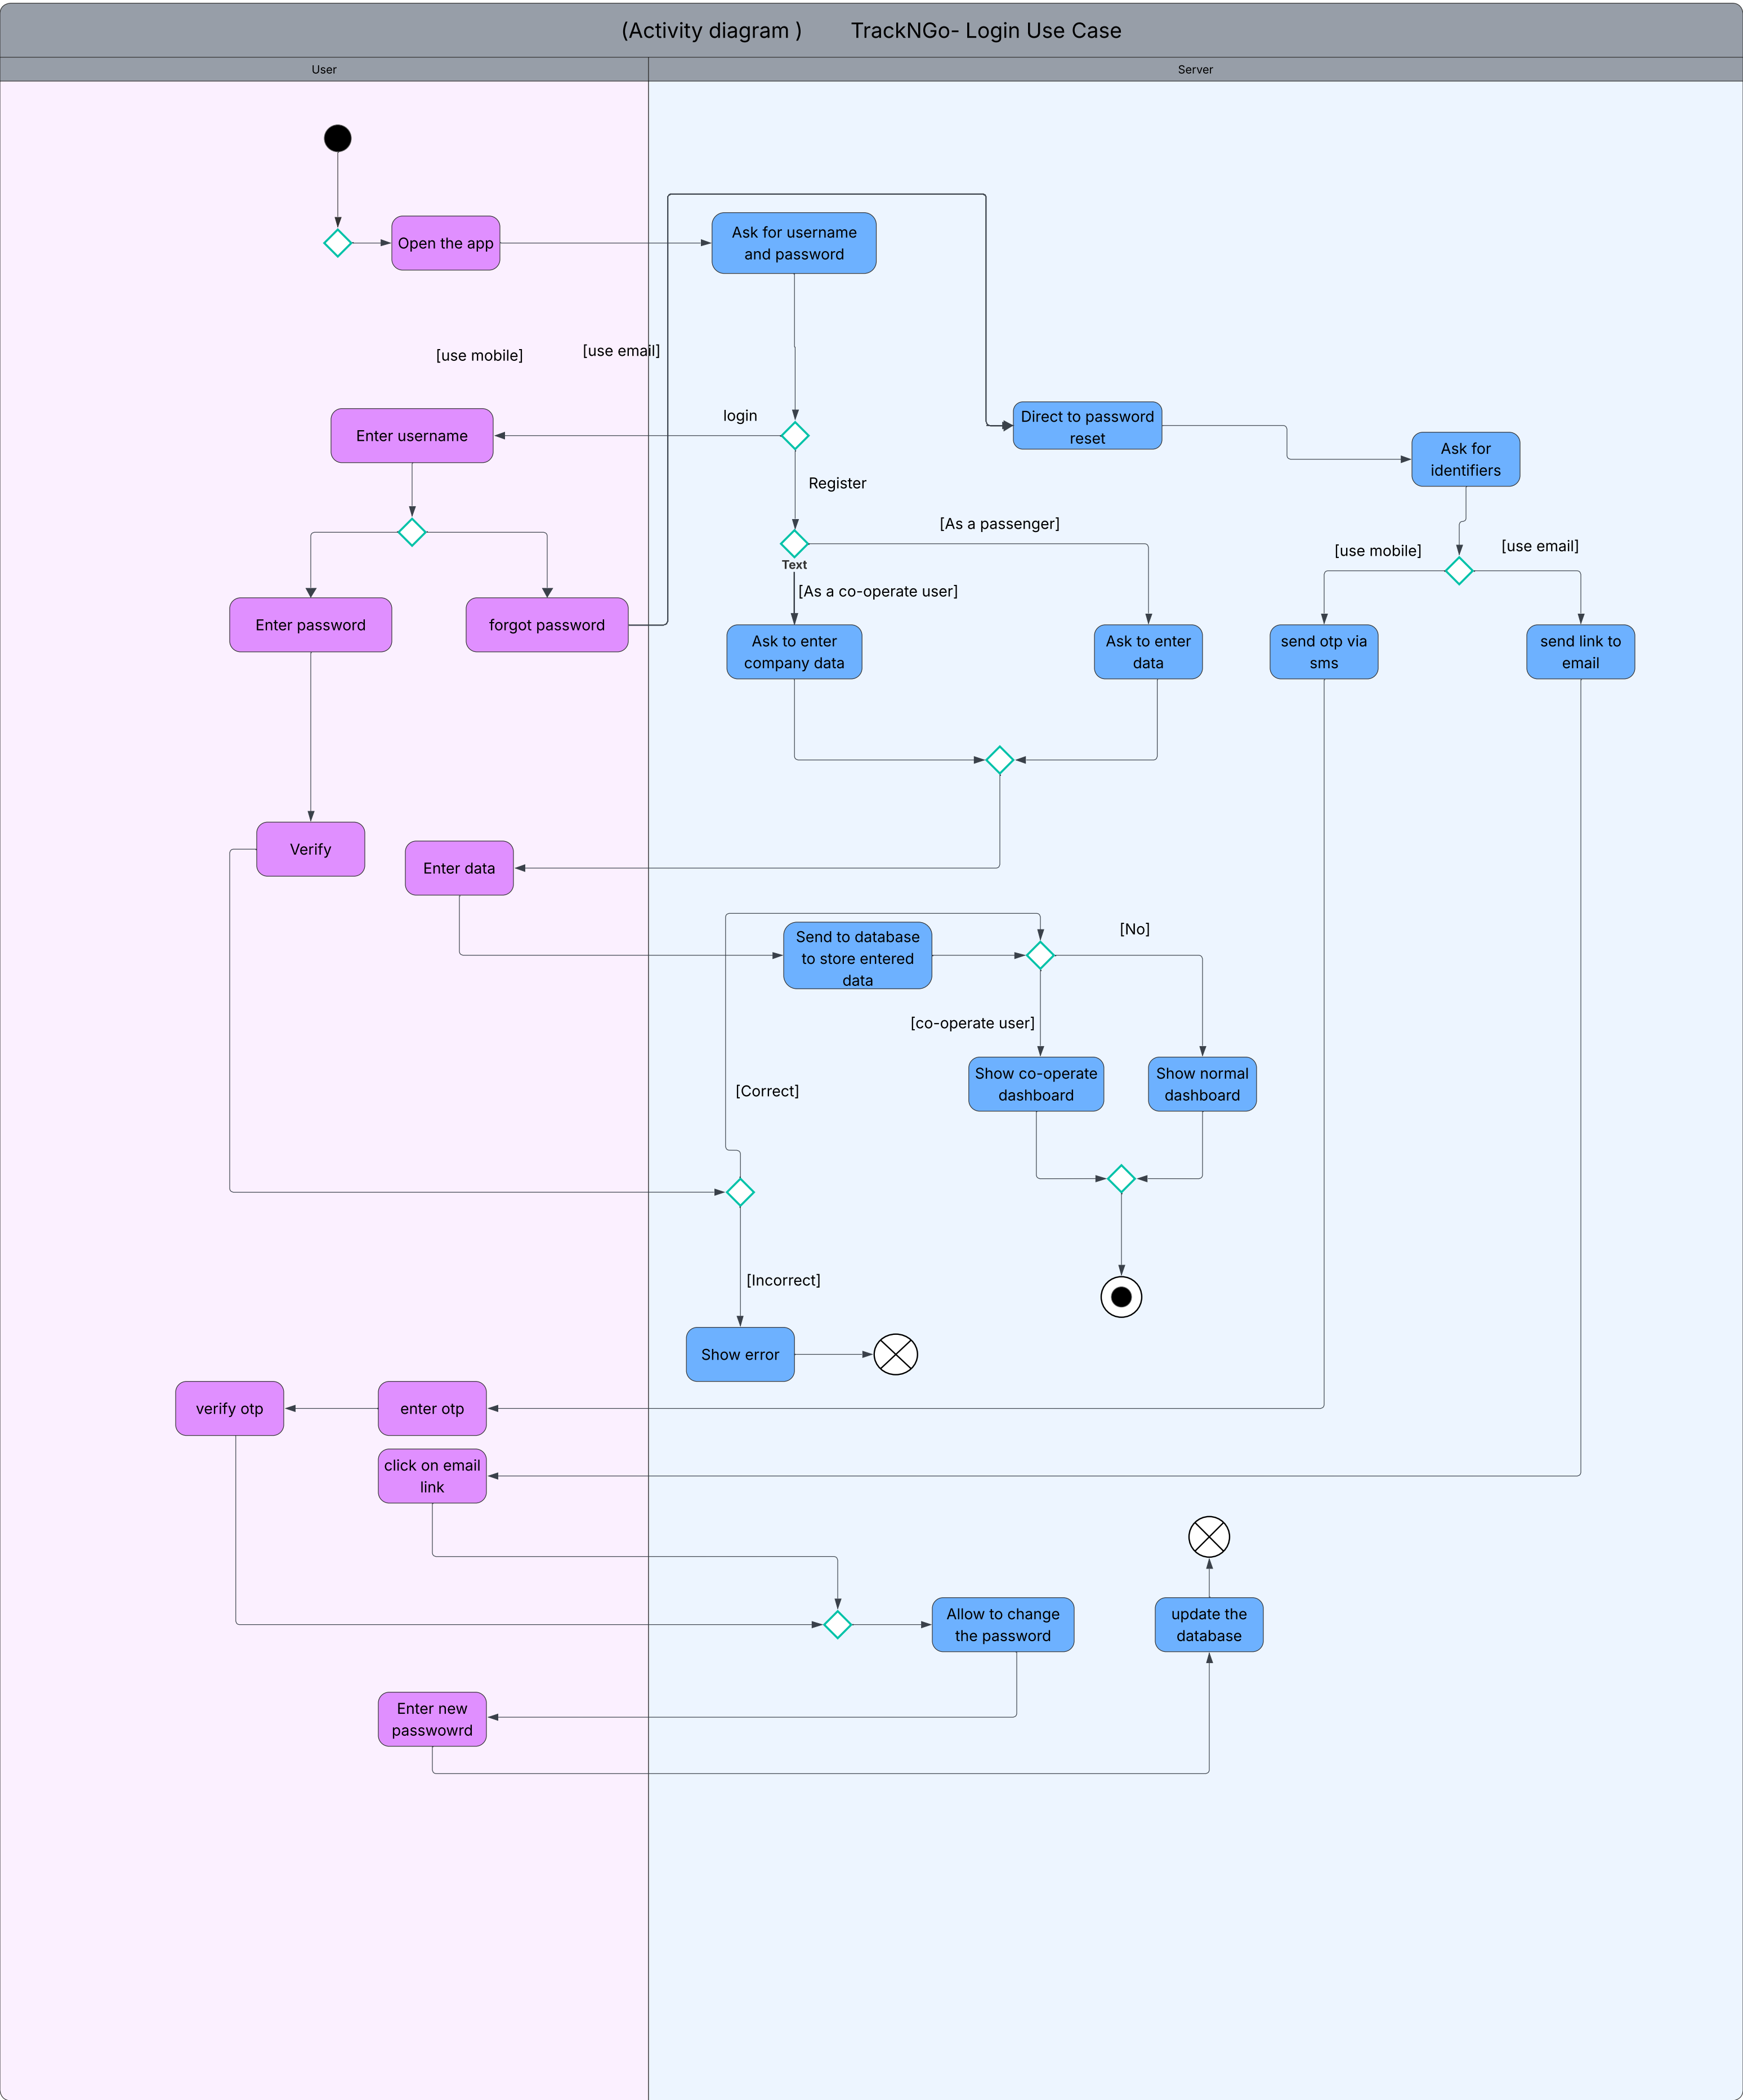 (Activity diagram ) TrackNGo- Login Use Case
User
Server
Open the app
Ask for username
and password
[use mobile]
[use email]
login
Enter username
Direct to password
reset
Ask for
identifiers
Register
[As a passenger]
[use mobile]
[use email]
Text
[As a co-operate user]
Enter password
forgot password
Ask to enter
company data
Ask to enter
data
send otp via
sms
send link to
email
Verify
Enter data
[No]
Send to database
to store entered
data
[co-operate user]
Show co-operate
dashboard
Show normal
dashboard
[Correct]
[Incorrect]
Show error
verify otp
enter otp
click on email
link
Allow to change
the password
update the
database
Enter new
passwowrd